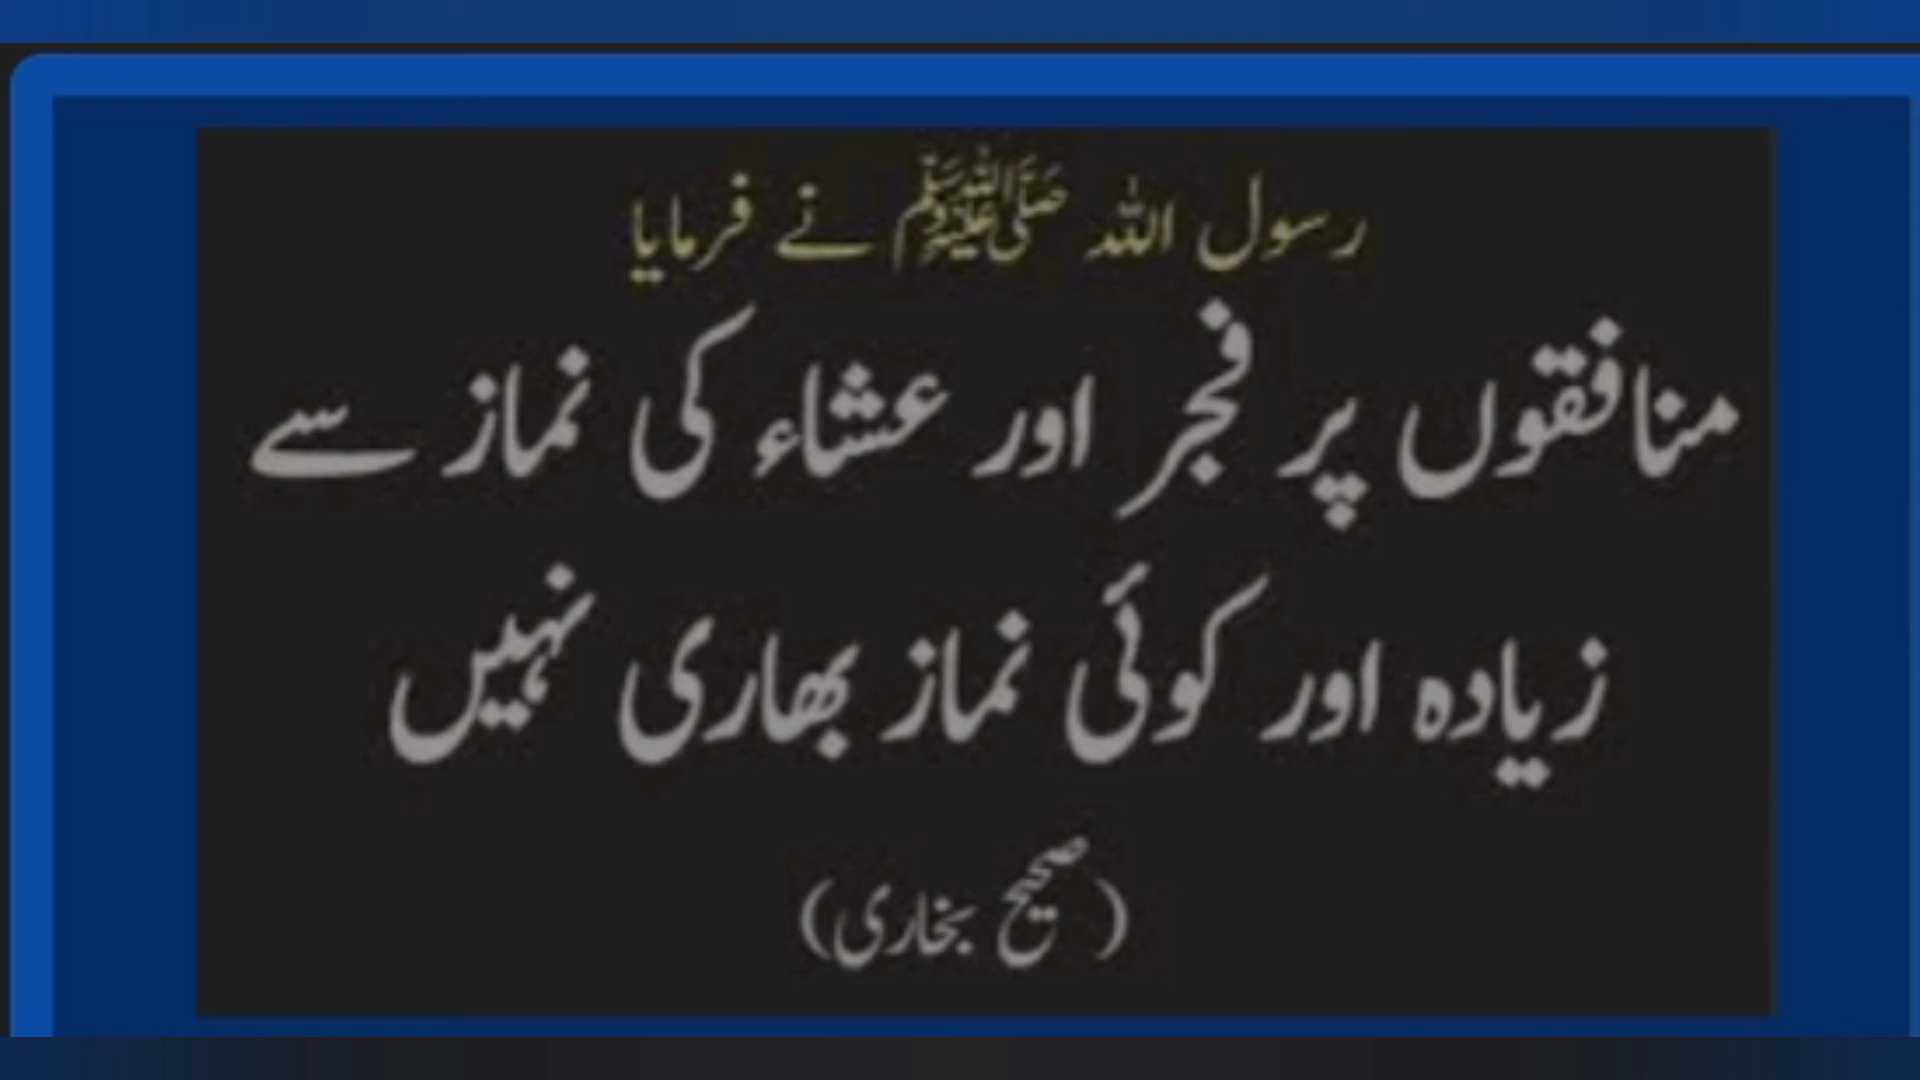 رسول اللہ ﷺ نے فرمایا
منافقوں پر فجر اور عشاء کی نماز سے
زیادہ اور کوئی نماز بھاری نہیں
(صحیح بخاری)